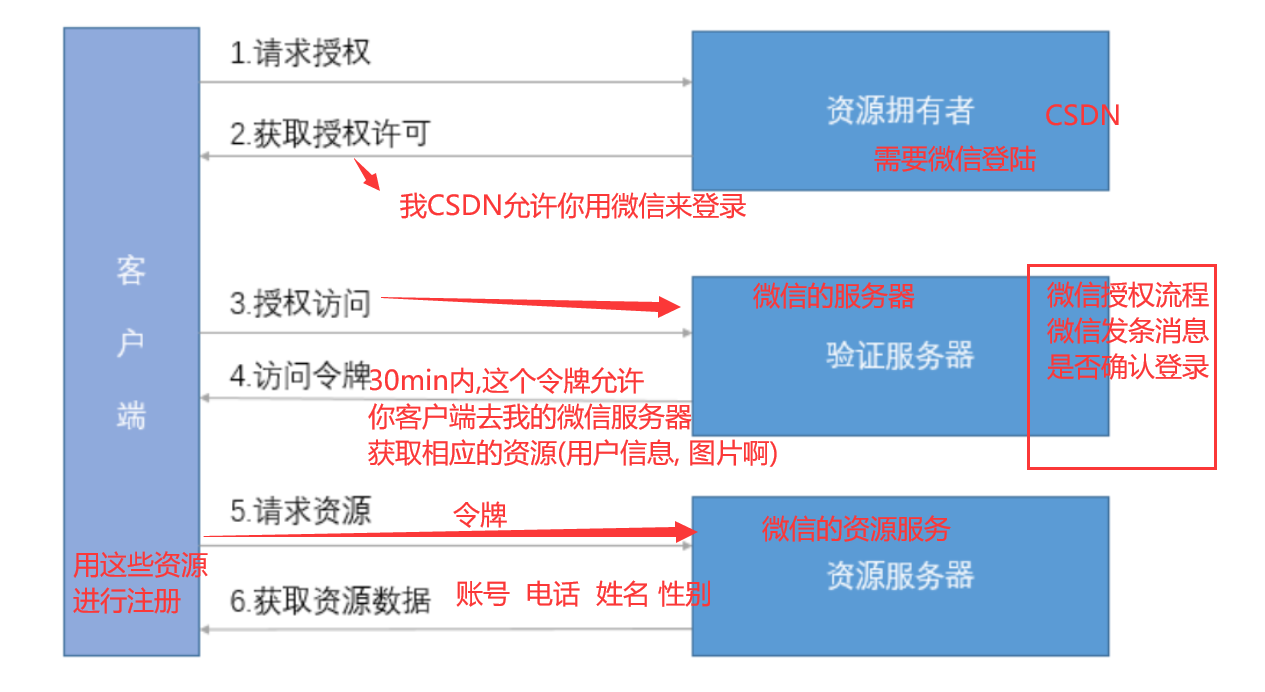 1.请求授权
2.获取授权许可
资源拥有者
CSDN
需要微信登陆
我CSDN允许你用微信来登录
客
户
端
3.授权访问
微信的服务器
验证服务器
微信授权流程
微信发条消息
是否确认登录
4.访问令牌
30min内,这个令牌允许
你客户端去我的微信服务器
获取相应的资源(用户信息, 图片啊)
5.请求资源
令牌
微信的资源服务
资源服务器
用这些资源
进行注册
6.获取资源数据
账号 电话 姓名 性别